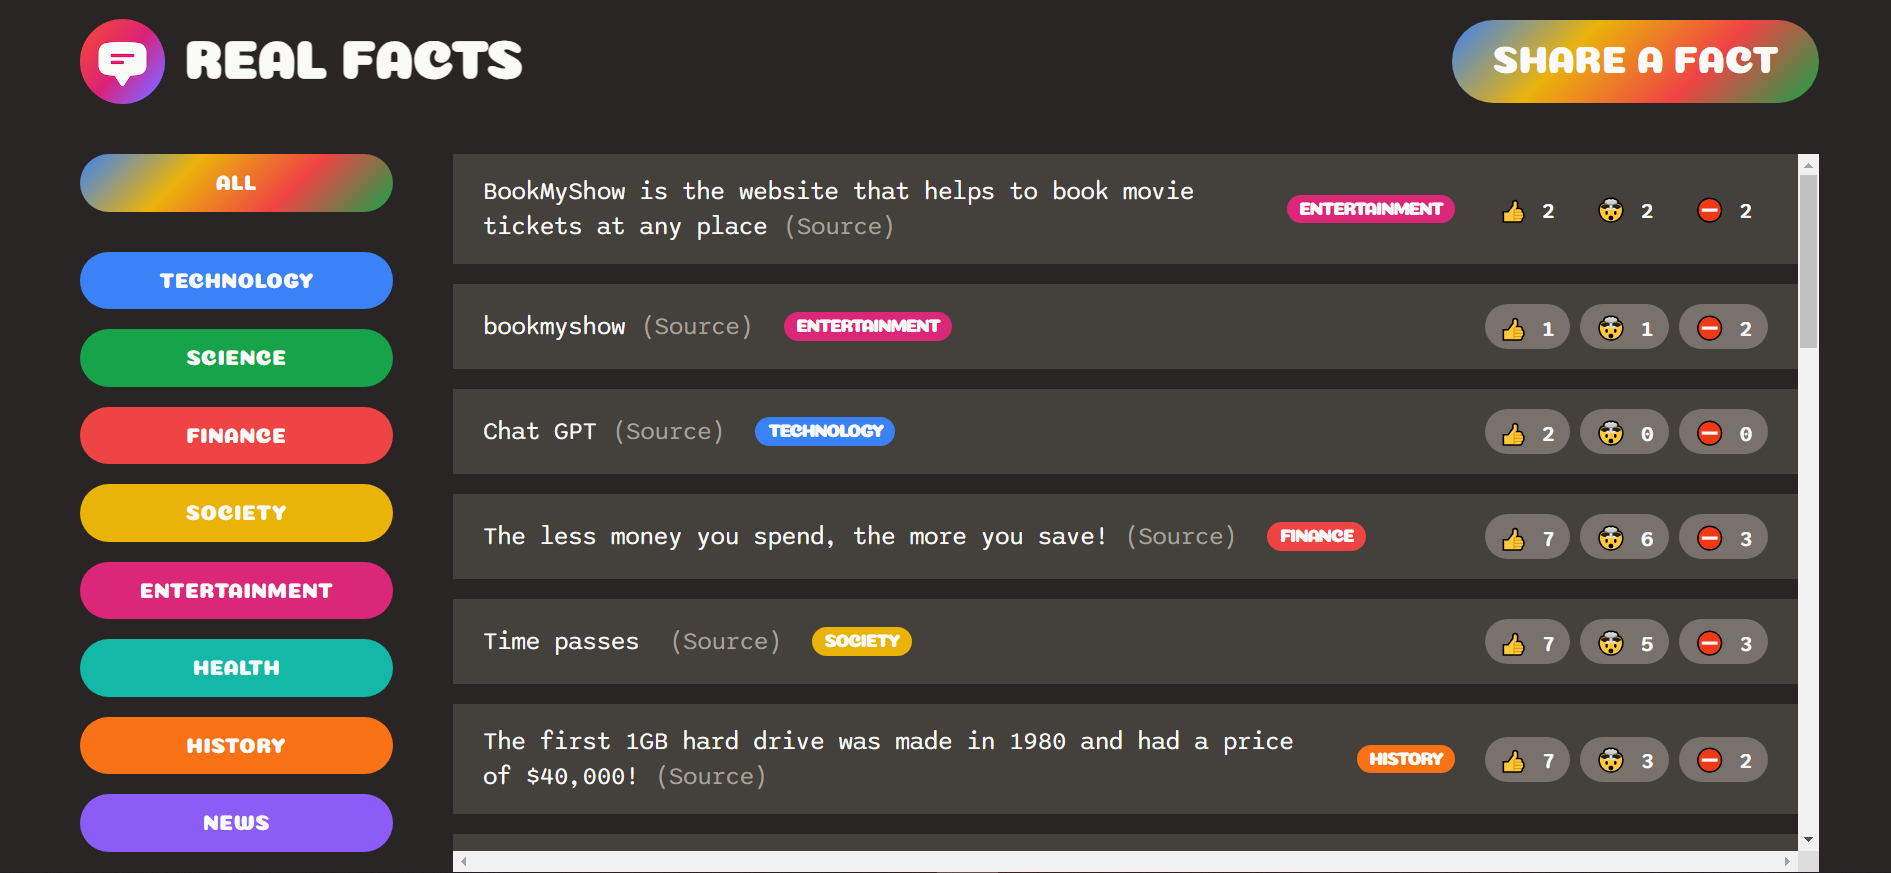 REAL FACTS
SHARE A FACT
ALL
TECHNOLOGY
SCIENCE
FINANCE
SOCIETY
ENTERTAINMENT
HEALTH
HISTORY
NEWS
BookMyShow is the website that helps to book movie
tickets at any place (Source)
ENTERTAINMENT
👍 2 🤯 2 ⛔ 2
bookmyshow (Source) ENTERTAINMENT 👍 1 🤯 1 ⛔ 2
Chat GPT (Source) TECHNOLOGY 👍 2 🤯 0 ⛔ 0
The less money you spend, the more you save! (Source) FINANCE 👍 7 🤯 6 ⛔ 3
Time passes (Source) SOCIETY 👍 7 🤯 5 ⛔ 3
The first 1GB hard drive was made in 1980 and had a price
of $40,000! (Source)
HISTORY
👍 7 🤯 3 ⛔ 2